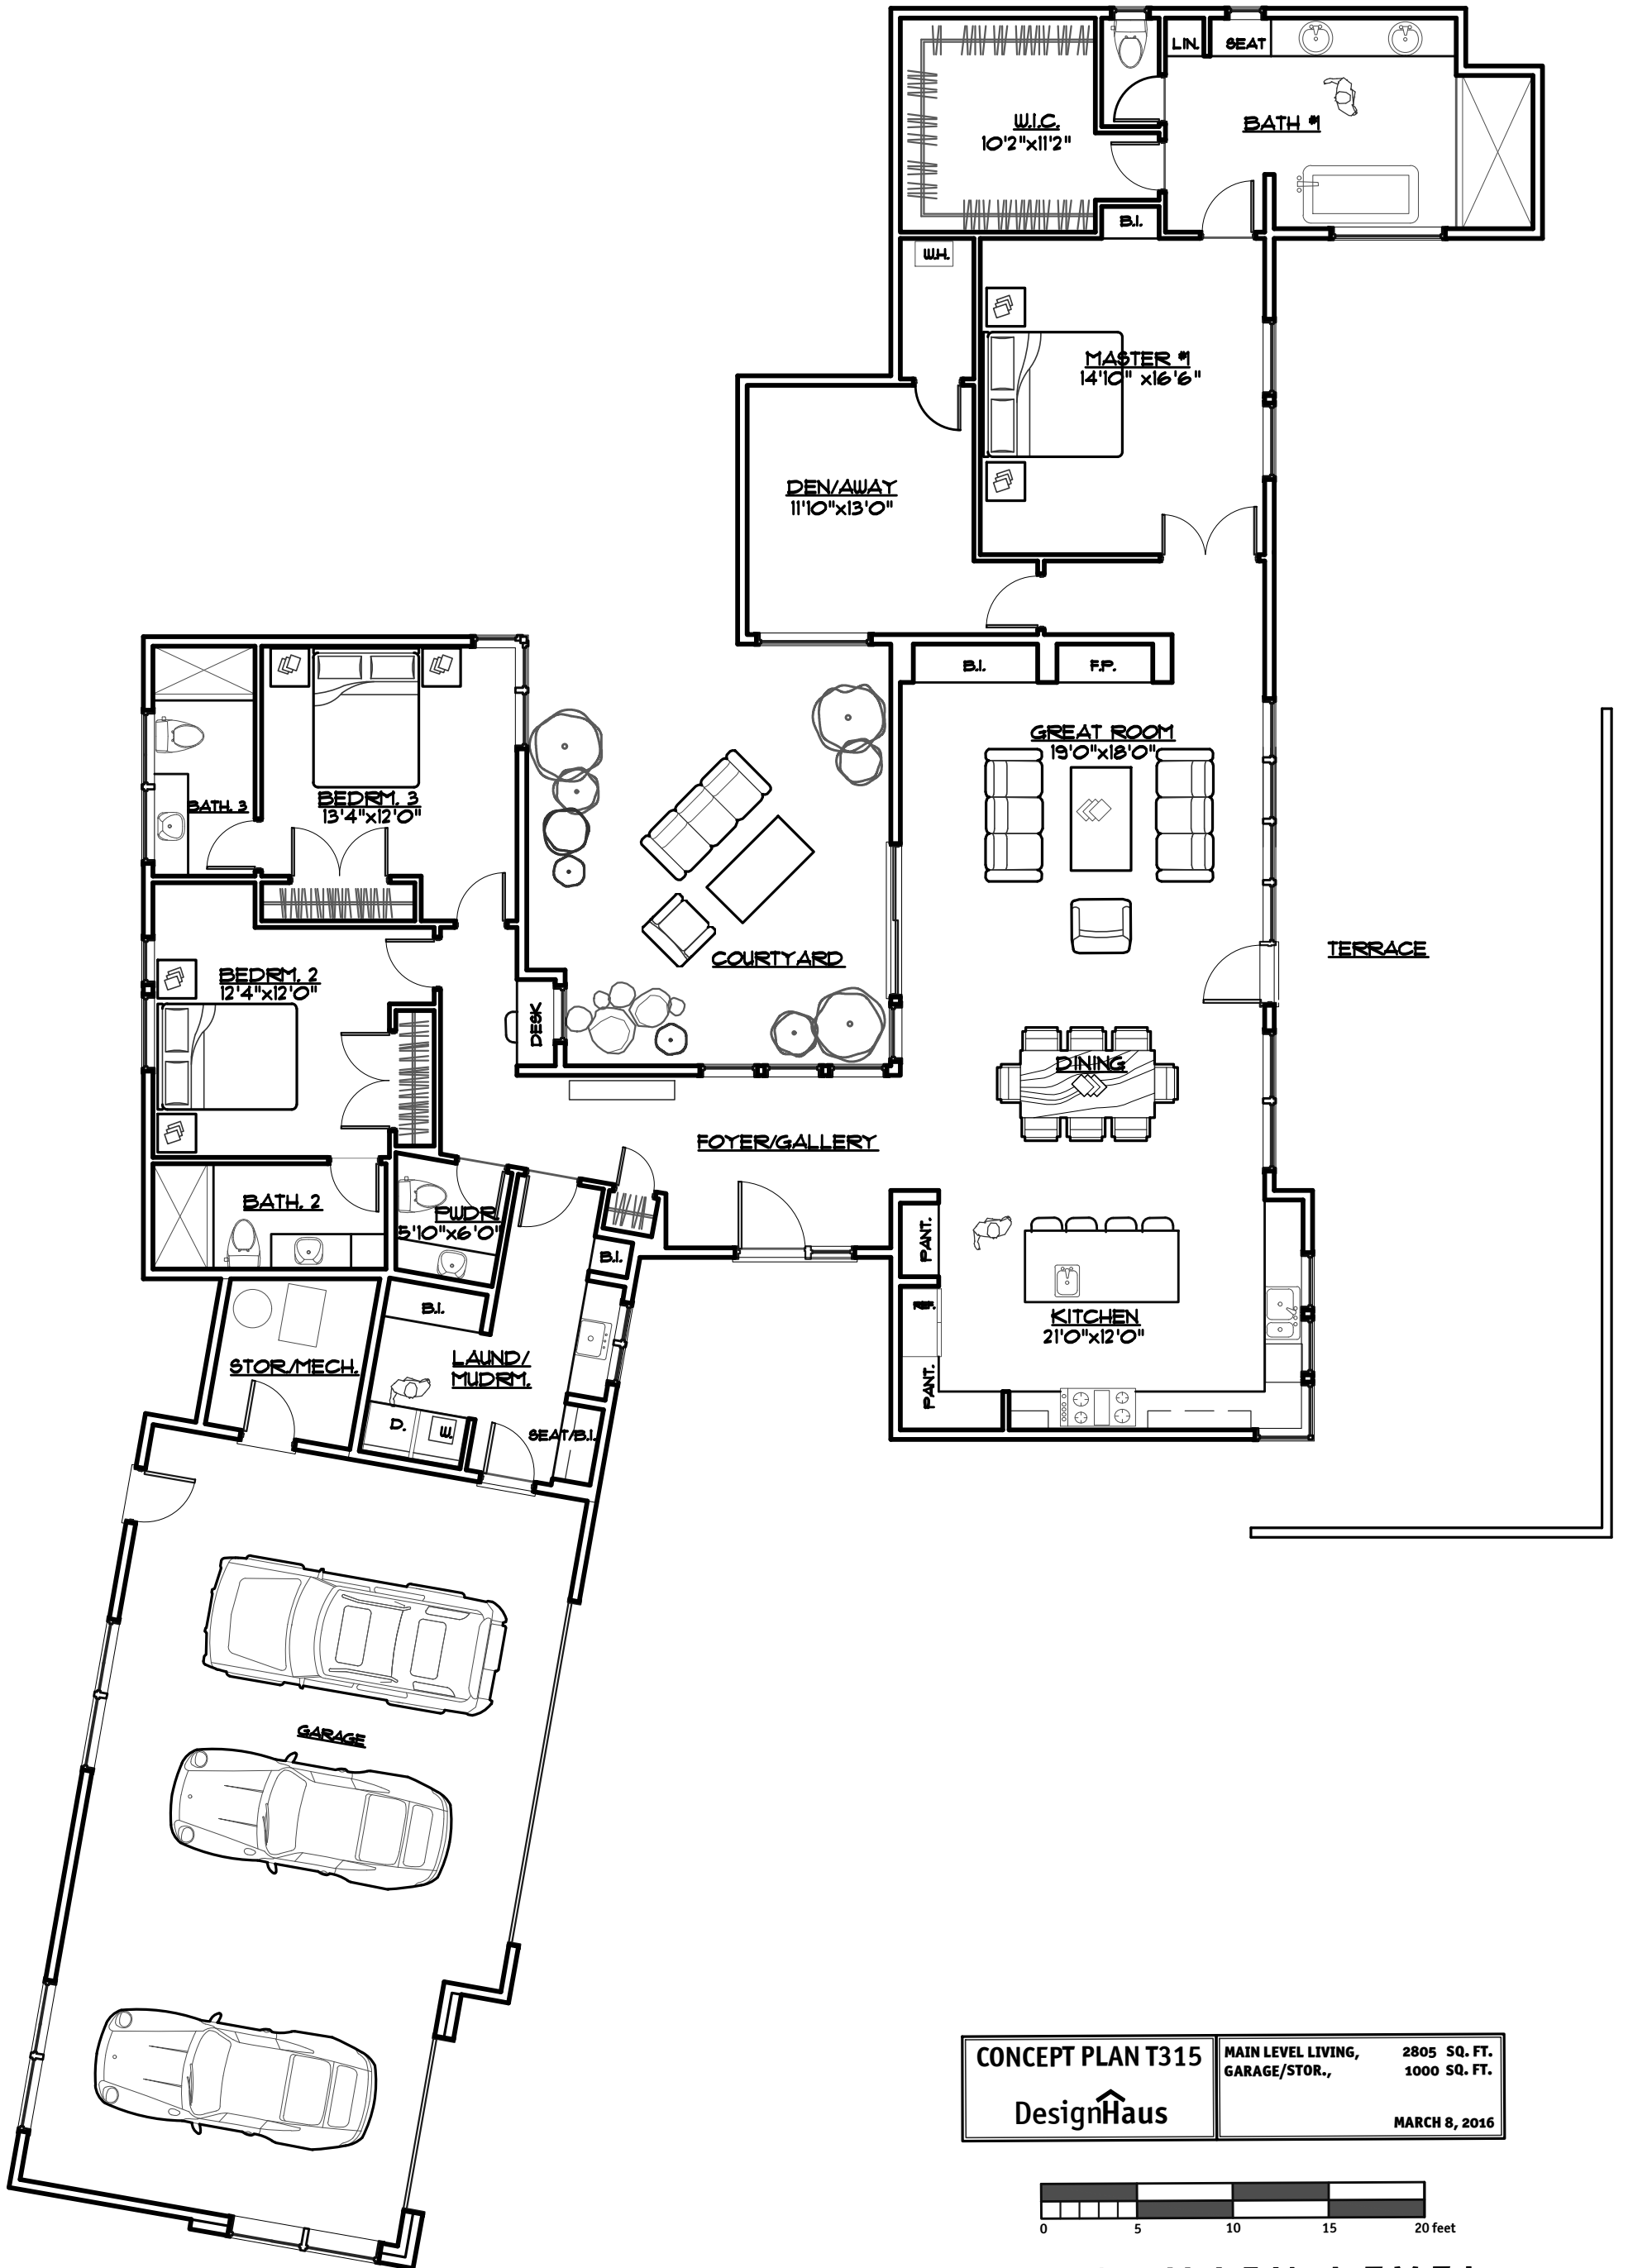 LIN.
SEAT
W.I.C.
10'2"x11'2"
BATH #1
B.I.
W.H.
MASTER #1
14'10" x16'6"
DEN/AWAY
11'10"x13'0"
B.I.
F.P.
GREAT ROOM
19'0"x18'0"
BATH. 3
BEDRM. 3
13'4"x12'0"
COURTYARD
TERRACE
BEDRM. 2
12'4"x12'0"
DESK
DINING
FOYER/GALLERY
BATH. 2
PWDR.
5'10"x6'0"
PANT.
B.I.
B.I.
REF.
KITCHEN
21'0"x12'0"
STOR./MECH.
LAUND/
MUDRM.
PANT.
D.
W.
SEAT/B.I.
GARAGE
CONCEPT PLAN T315
DesignHaus
MAIN LEVEL LIVING, 2805 SQ. FT.
GARAGE/STOR., 1000 SQ. FT.
MARCH 8, 2016
0 5 10 15 20 feet